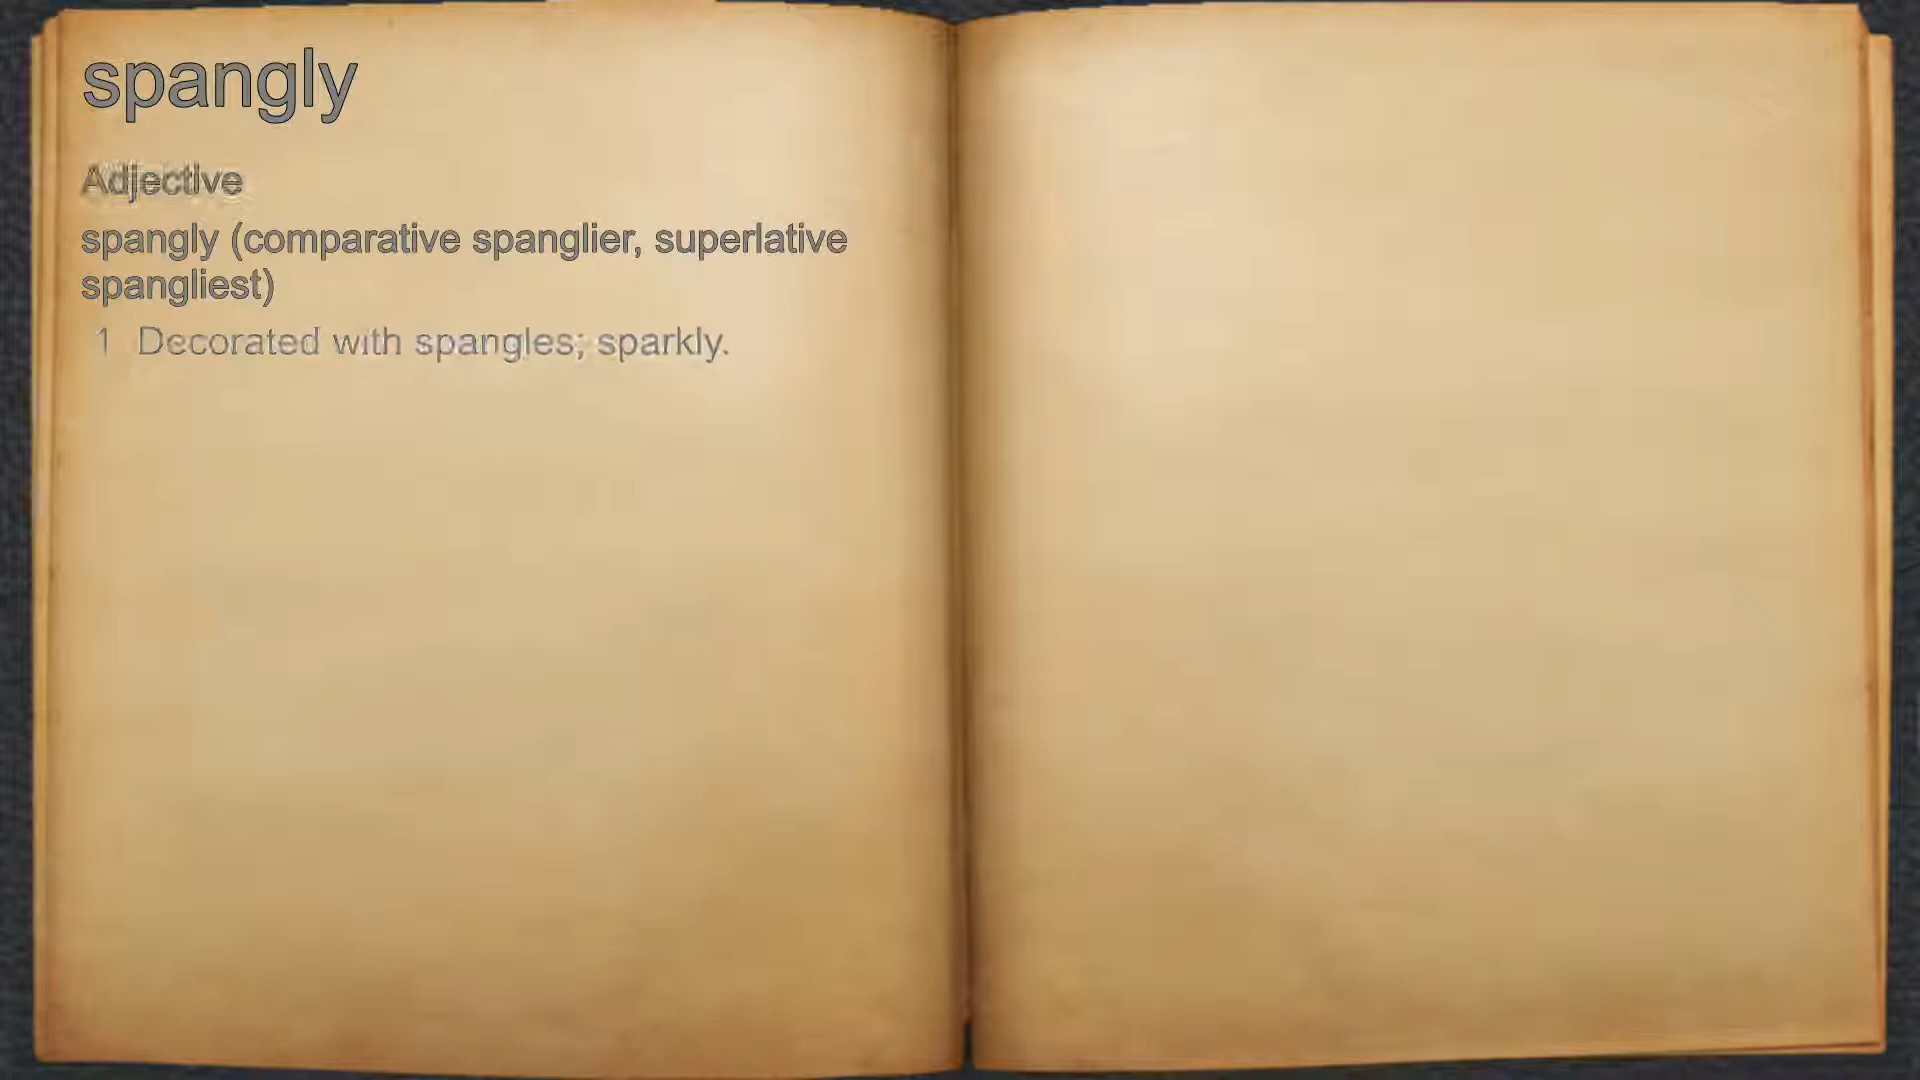 spangly
Adjective
spangly (comparative spanglier, superlative
spangliest)
1 Decorated with spangles; sparkly.